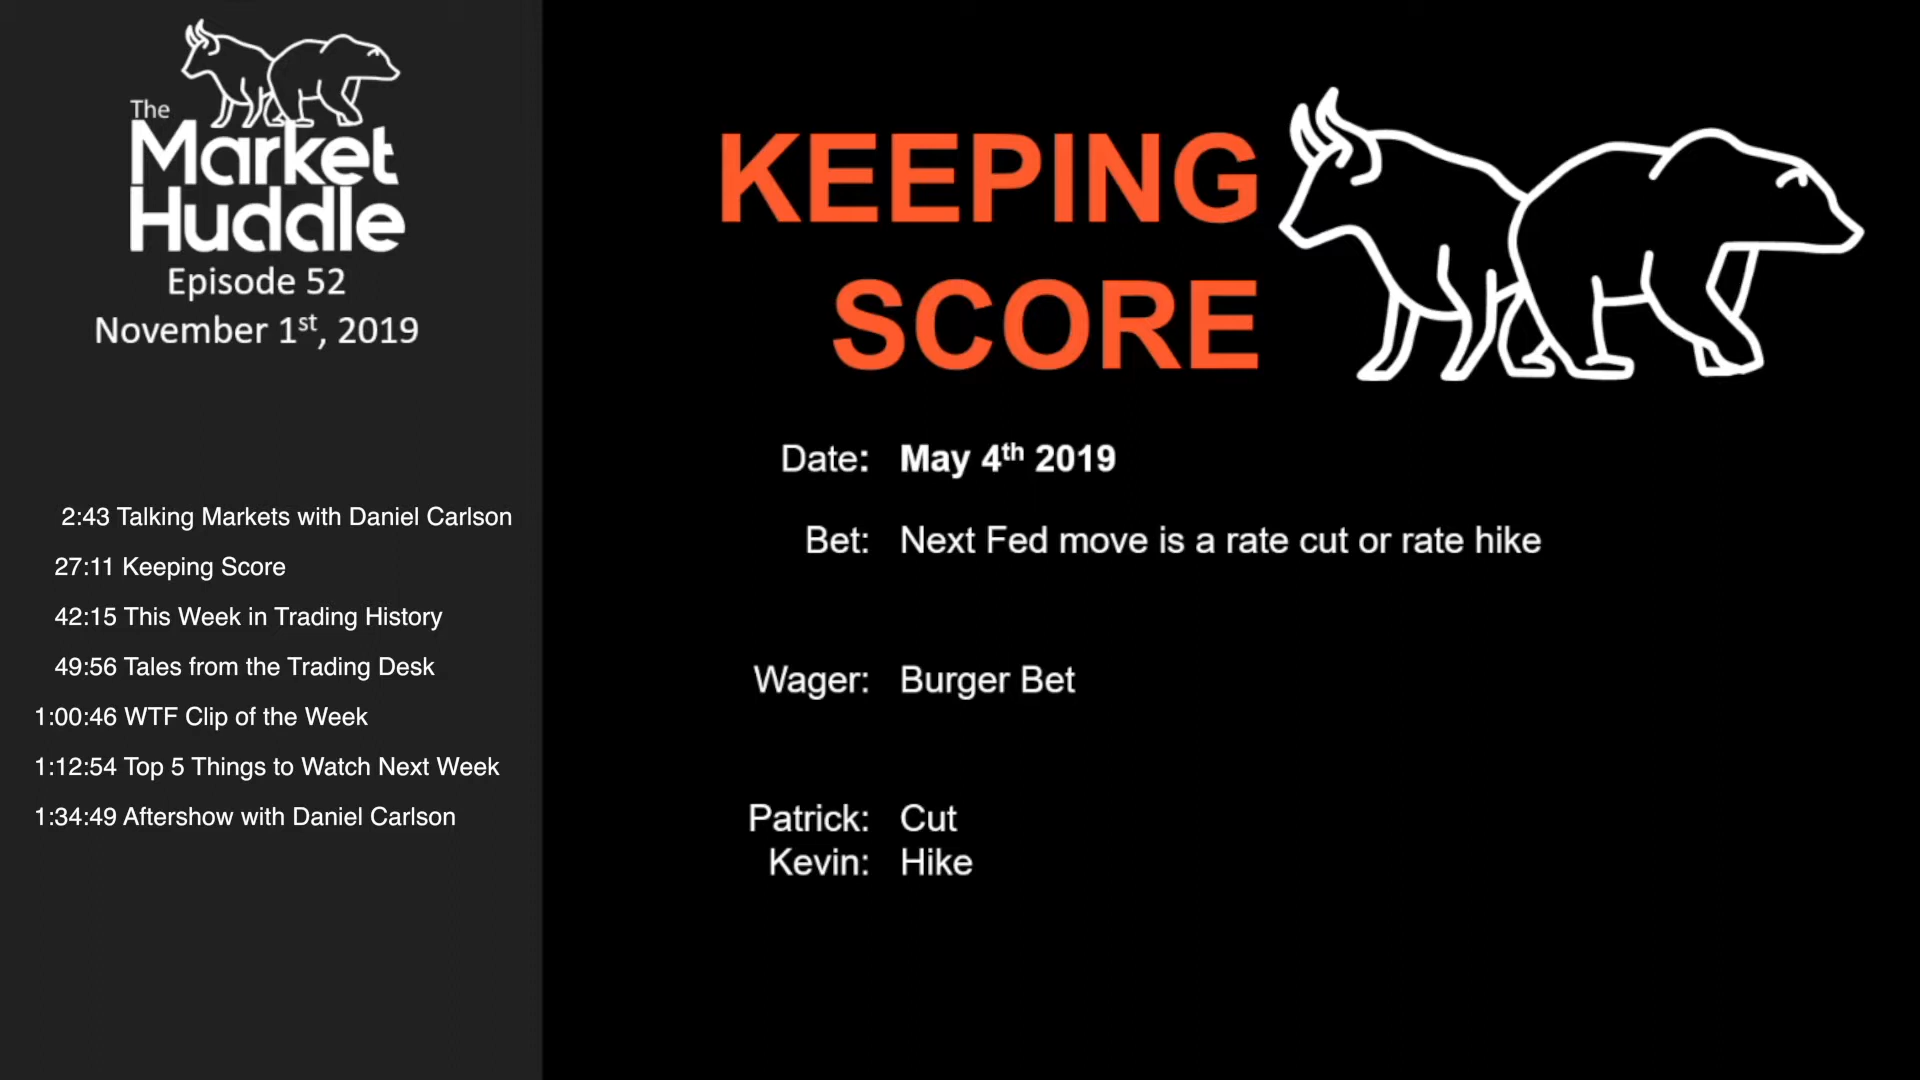 The
Market
Huddle
Episode 52
November 1st, 2019
2:43 Talking Markets with Daniel Carlson
27:11 Keeping Score
42:15 This Week in Trading History
49:56 Tales from the Trading Desk
1:00:46 WTF Clip of the Week
1:12:54 Top 5 Things to Watch Next Week
1:34:49 Aftershow with Daniel Carlson
KEEPING
SCORE
Date: May 4th 2019
Bet: Next Fed move is a rate cut or rate hike
Wager: Burger Bet
Patrick: Cut
Kevin: Hike